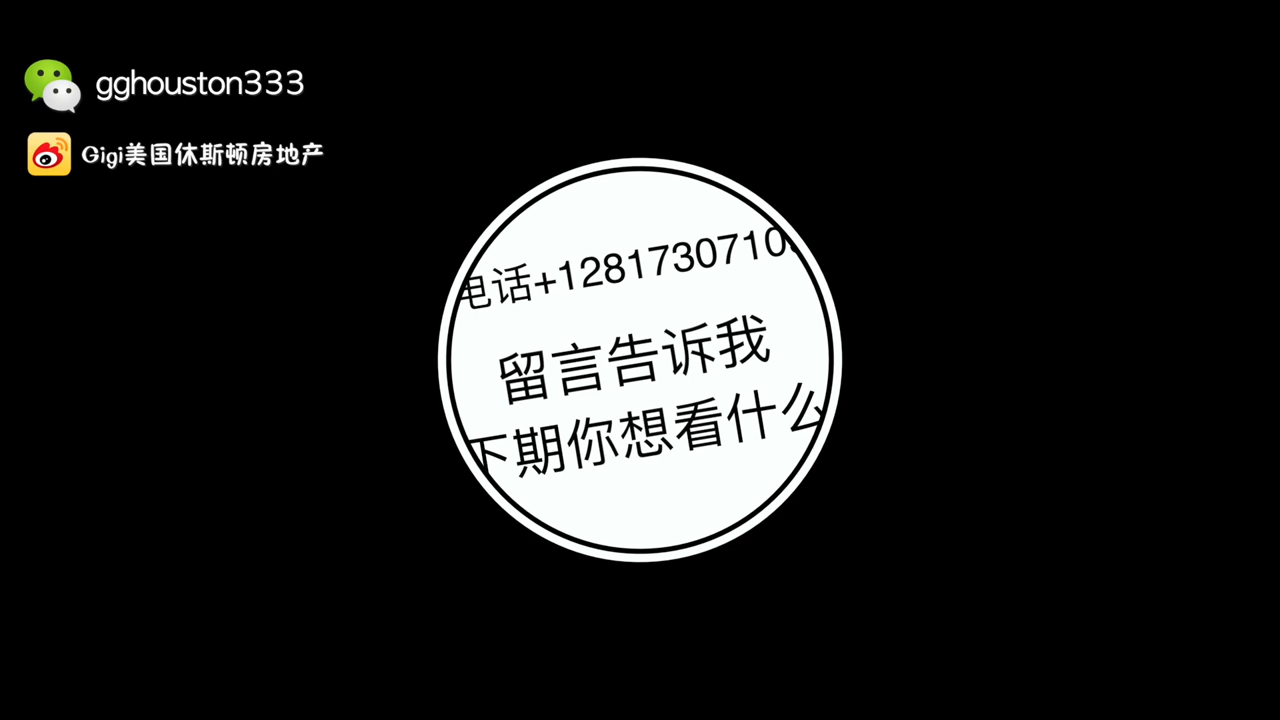 gghouston333
Gigi美国休斯顿房地产
电话+1281730710
留言告诉我
下期你想看什么